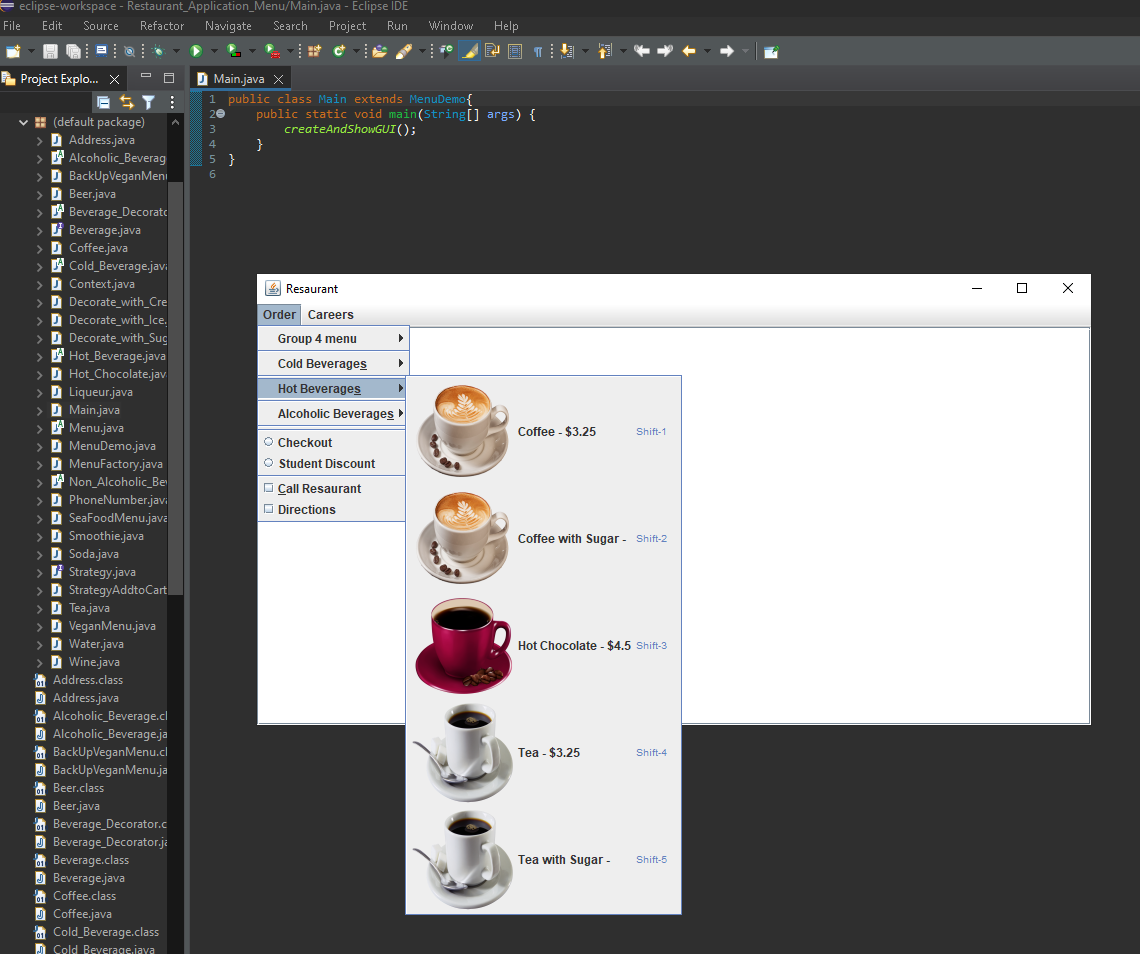 eclipse-workspace - Restaurant_Application_Menu/Main.java - Eclipse IDE
File Edit Source Refactor Navigate Search Project Run Window Help
Project Explo...
Main.java
(default package)
Address.java
Alcoholic_Beverag
BackUpVeganMenu
Beer.java
Beverage_Decorato
Beverage.java
Coffee.java
Cold_Beverage.java
Context.java
Decorate_with_Cre
Decorate_with_Ice.
Decorate_with_Sug
Hot_Beverage.java
Hot_Chocolate.jav
Liqueur.java
Main.java
Menu.java
MenuDemo.java
MenuFactory.java
Non_Alcoholic_Bev
PhoneNumber.java
SeaFoodMenu.java
Smoothie.java
Soda.java
Strategy.java
StrategyAddtoCart
Tea.java
VeganMenu.java
Water.java
Wine.java
Address.class
Address.java
Alcoholic_Beverage.cl
Alcoholic_Beverage.ja
BackUpVeganMenu.cl
BackUpVeganMenu.ja
Beer.class
Beer.java
Beverage_Decorator.c
Beverage_Decorator.ja
Beverage.class
Beverage.java
Coffee.class
Coffee.java
Cold_Beverage.class
Cold_Beverage.java
1 public class Main extends MenuDemo{
2 public static void main(String[] args) {
3 createAndShowGUI();
4 }
5 }
6
Resaurant
Order Careers
Group 4 menu
Cold Beverages
Hot Beverages
Alcoholic Beverages
Checkout
Student Discount
Call Resaurant
Directions
Coffee - $3.25 Shift-1
Coffee with Sugar - Shift-2
Hot Chocolate - $4.5 Shift-3
Tea - $3.25 Shift-4
Tea with Sugar - Shift-5